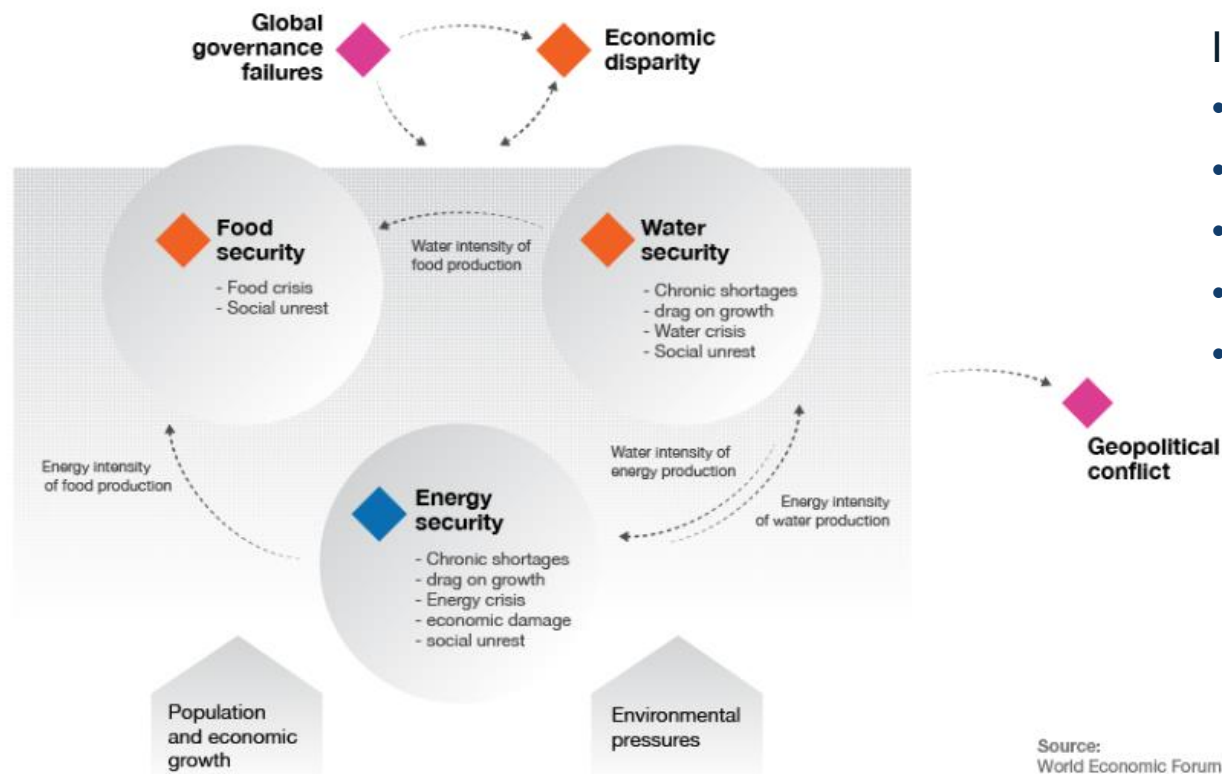 Global
governance
failures
Economic
disparity
Food
security
- Food crisis
- Social unrest
Water intensity of
food production
Water
security
- Chronic shortages
- drag on growth
- Water crisis
- Social unrest
Energy intensity
of food production
Water intensity of
energy production
Energy intensity
of water production
Geopolitical
conflict
Energy
security
- Chronic shortages
- drag on growth
- Energy crisis
- economic damage
- social unrest
Population
and economic
growth
Environmental
pressures
Source:
World Economic Forum